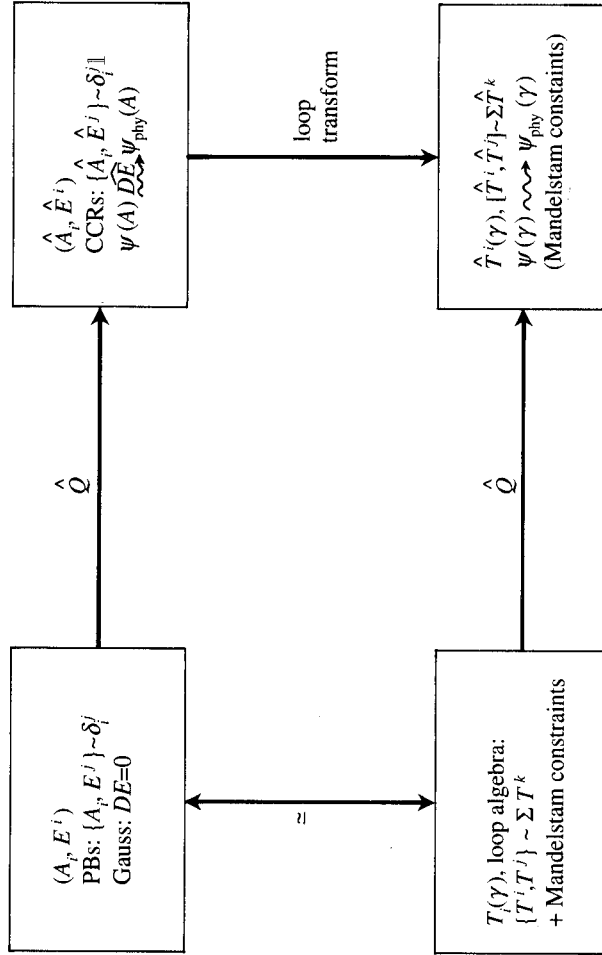 (A_i, E^i)
PBs: {A_i, E^j}~δ_i^j
Gauss: DE=0
Q̂
(Â_i, Ê^i)
CCRs: {Â_i, Ê^j}~δ_i^j 𝟙
ψ(A) D̂E ⇝ ψ_phy(A)
≈
loop
transform
T_i(γ), loop algebra:
{T^i, T^j} ~ Σ T^k
+ Mandelstam constraints
Q̂
T̂^i(γ), [T̂^i, T̂^j]~ΣT̂^k
ψ(γ) ⇝ ψ_phy(γ)
(Mandelstam constaints)